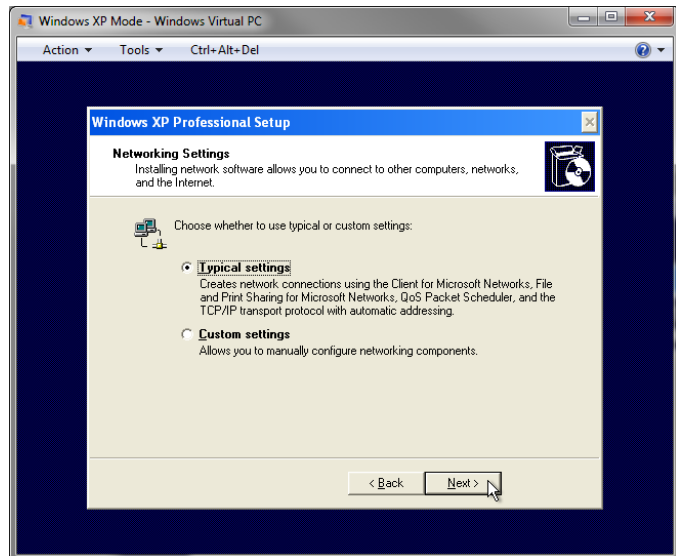 Windows XP Mode - Windows Virtual PC
Action Tools Ctrl+Alt+Del
Windows XP Professional Setup
Networking Settings
Installing network software allows you to connect to other computers, networks,
and the Internet.
Choose whether to use typical or custom settings:
Typical settings
Creates network connections using the Client for Microsoft Networks, File
and Print Sharing for Microsoft Networks, QoS Packet Scheduler, and the
TCP/IP transport protocol with automatic addressing.
Custom settings
Allows you to manually configure networking components.
< Back Next >